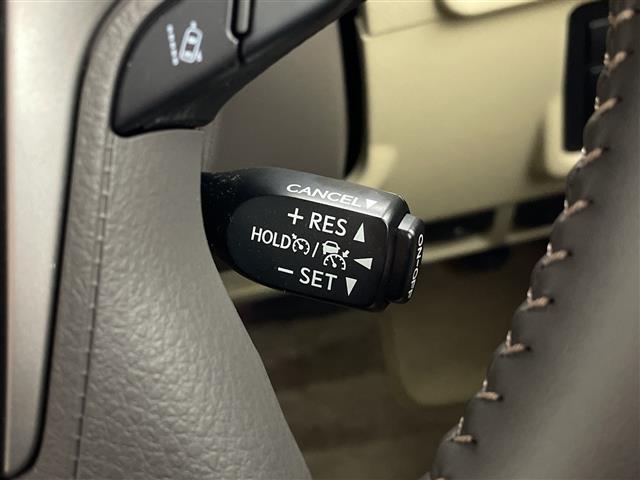 CANCEL▼
+ RES ▲
HOLD / ◀
− SET ▼
ON-OFF